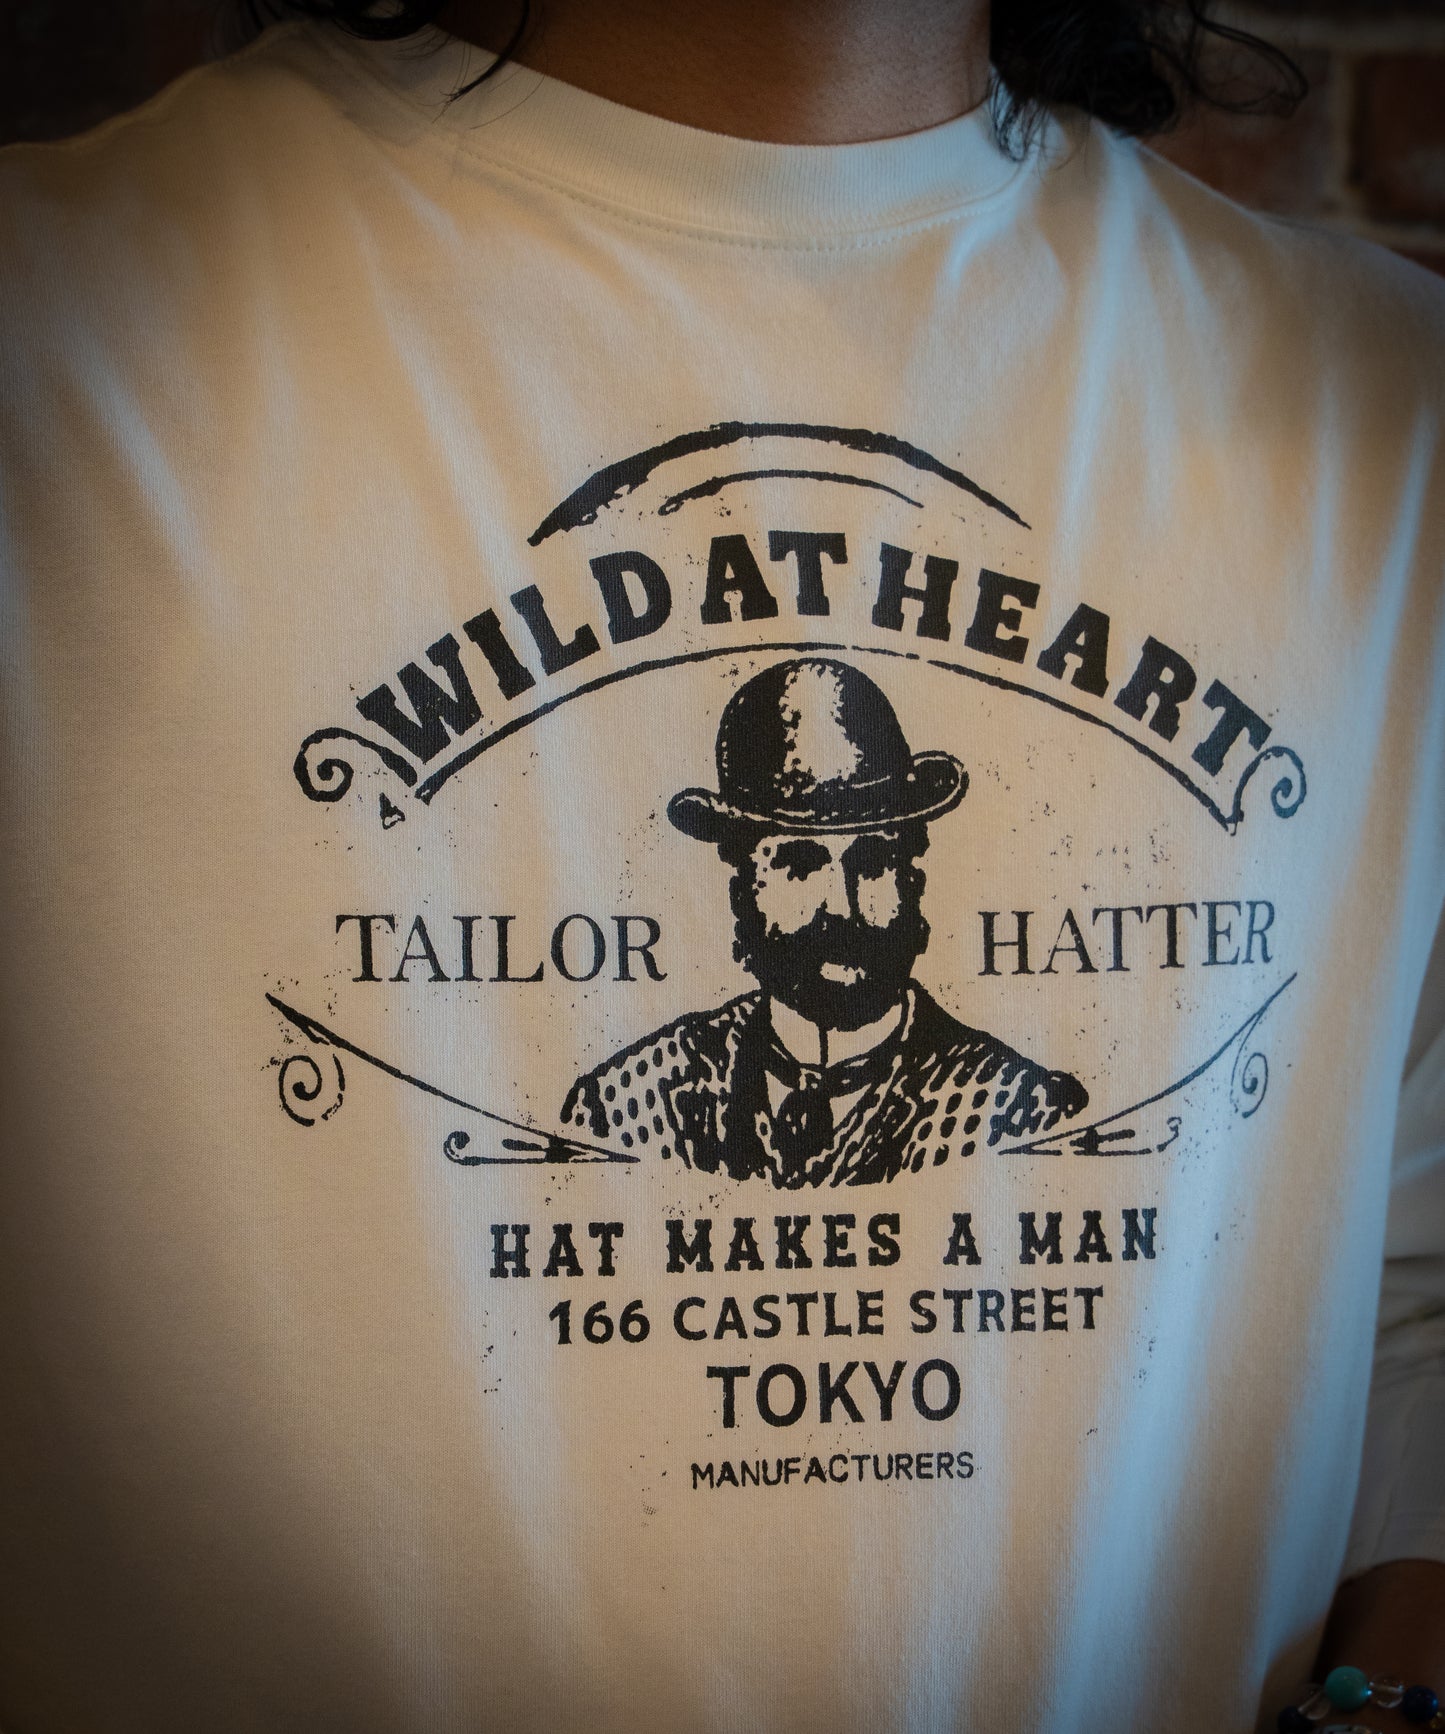 WILD AT HEART
TAILOR HATTER
HAT MAKES A MAN
166 CASTLE STREET
TOKYO
MANUFACTURERS